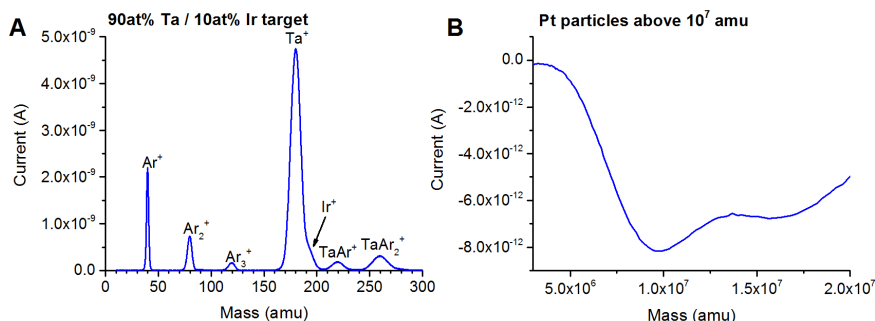 A
90at% Ta / 10at% Ir target
5.0x10⁻⁹
4.0x10⁻⁹
3.0x10⁻⁹
2.0x10⁻⁹
1.0x10⁻⁹
0.0
Current (A)
Ta⁺
Ar⁺
Ir⁺
Ar₂⁺
Ar₃⁺
TaAr⁺
TaAr₂⁺
0 50 100 150 200 250 300
Mass (amu)
B
Pt particles above 10⁷ amu
0.0
-2.0x10⁻¹²
-4.0x10⁻¹²
-6.0x10⁻¹²
-8.0x10⁻¹²
Current (A)
5.0x10⁶ 1.0x10⁷ 1.5x10⁷ 2.0x10⁷
Mass (amu)